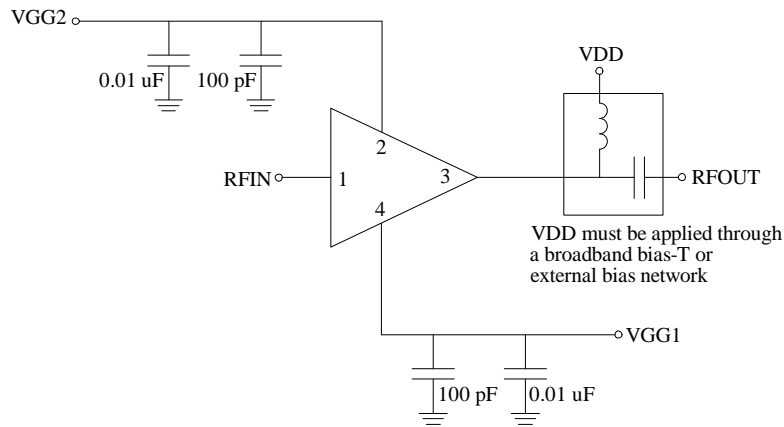 VGG2
0.01 uF
100 pF
VDD
RFIN
1
2
3
4
RFOUT
VDD must be applied through
a broadband bias-T or
external bias network
VGG1
100 pF
0.01 uF